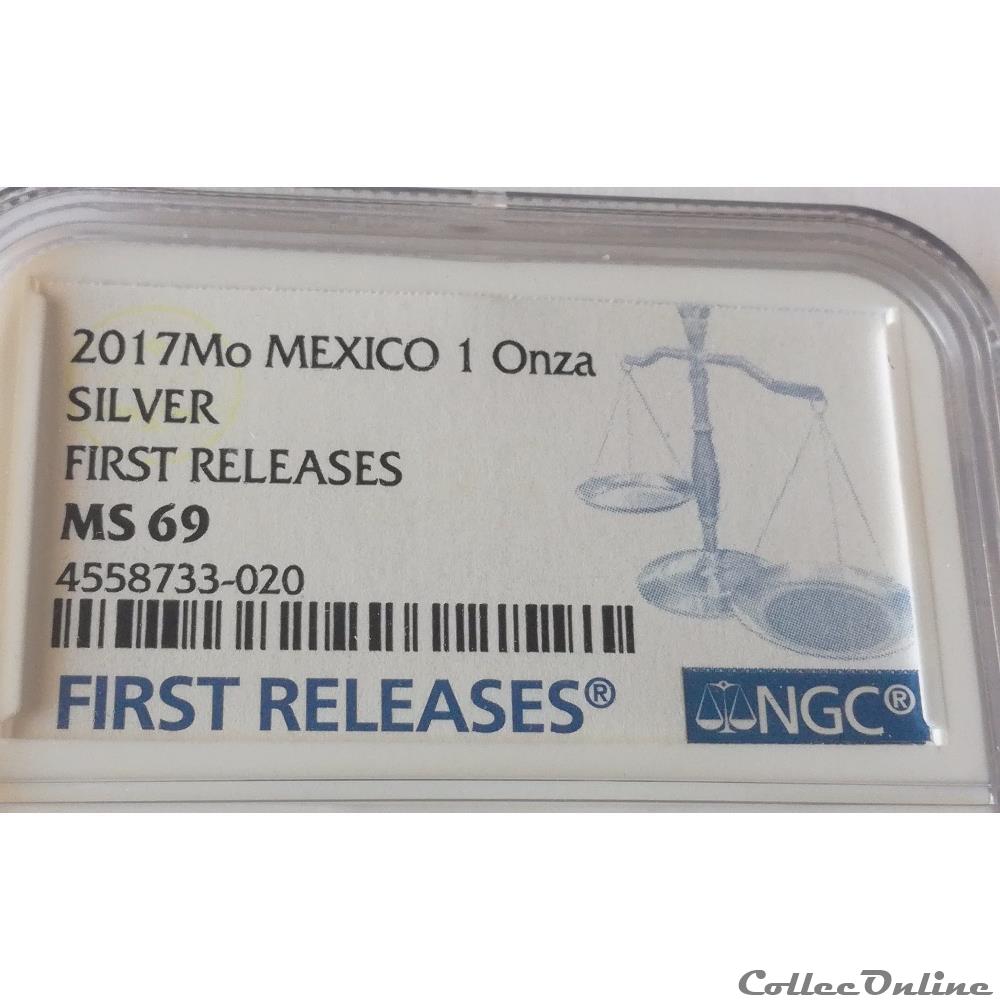 2017Mo MEXICO 1 Onza
SILVER
FIRST RELEASES
MS 69
4558733-020
FIRST RELEASES®
NGC®
CollecOnline